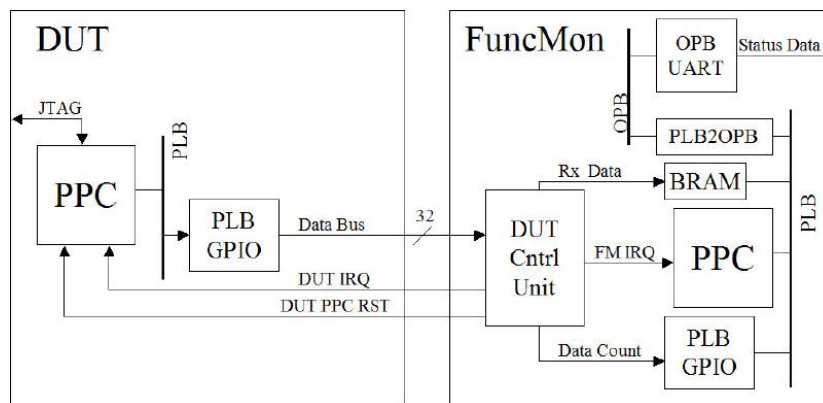 DUT
JTAG
PPC
PLB
PLB
GPIO
Data Bus
32
DUT IRQ
DUT PPC RST
FuncMon
OPB
UART
Status Data
OPB
PLB2OPB
Rx Data
BRAM
DUT
Cntrl
Unit
FM IRQ
PPC
PLB
Data Count
PLB
GPIO